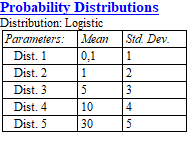 Probability Distributions
Distribution: Logistic
Parameters: Mean Std. Dev.
Dist. 1 0,1 1
Dist. 2 1 2
Dist. 3 5 3
Dist. 4 10 4
Dist. 5 30 5